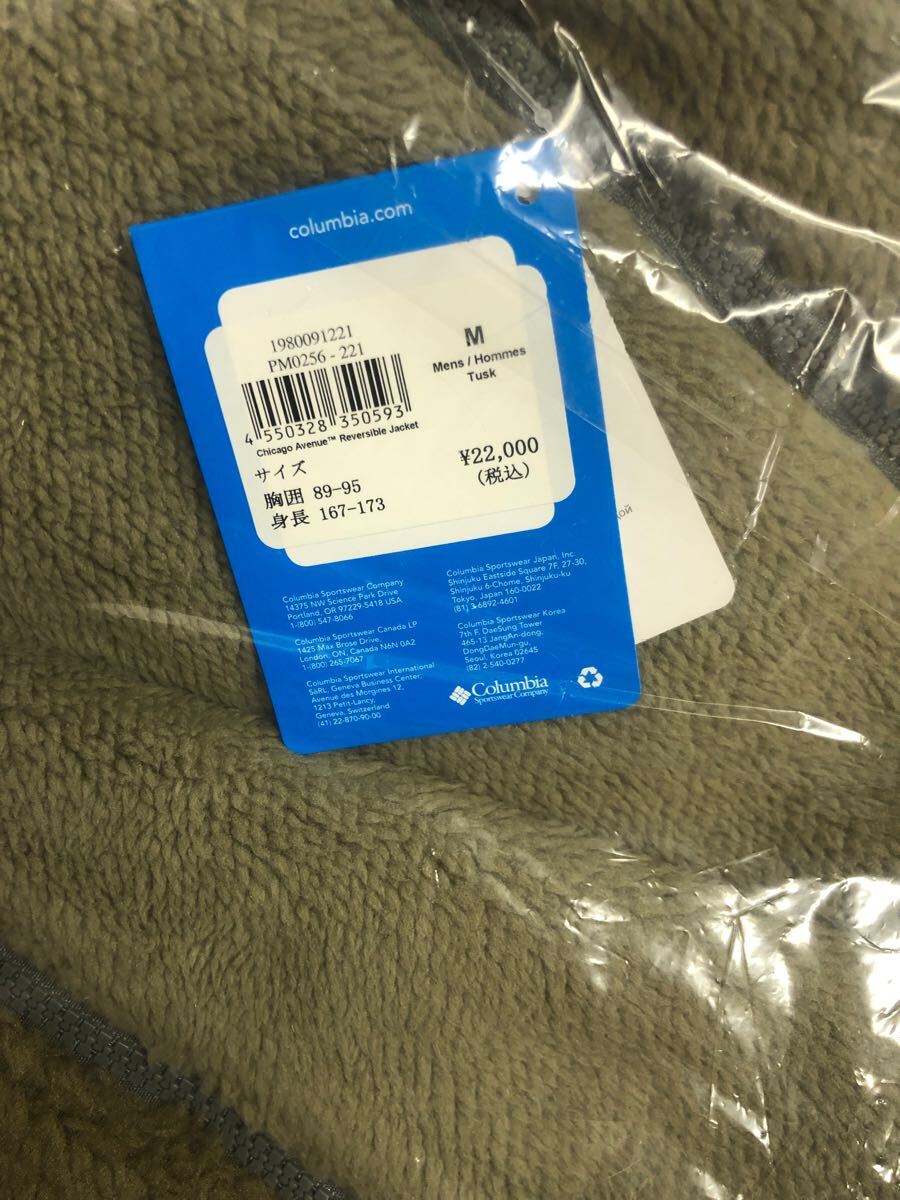 columbia.com
1980091221
PM0256 - 221
4 550328 350593
Chicago Avenue™ Reversible Jacket
M
Mens / Hommes
Tusk
サイズ
胸囲 89-95
身長 167-173
¥22,000
(税込)
Columbia Sportswear Company
14375 NW Science Park Drive
Portland, OR 97229-5418 USA
1-(800) 547-8066
Columbia Sportswear Canada LP
1425 Max Brose Drive,
London, ON, Canada N6N 0A2
1-(800) 265-7067
Columbia Sportswear International
SàRL, Geneva Business Center
Avenue des Morgines 12,
1213 Petit-Lancy,
Geneva, Switzerland
(41) 22-870-90-00
Columbia Sportswear Japan, Inc.
Shinjuku Eastside Square 7F, 27-30,
Shinjuku 6-Chome, Shinjuku-ku
Tokyo, Japan 160-0022
(81) 3-6892-4601
Columbia Sportswear Korea
7th F. DaeSung Tower
465-13 JangAn-dong,
DongDaeMun-gu,
Seoul, Korea 02645
(82) 2-540-0277
Columbia
Sportswear Company